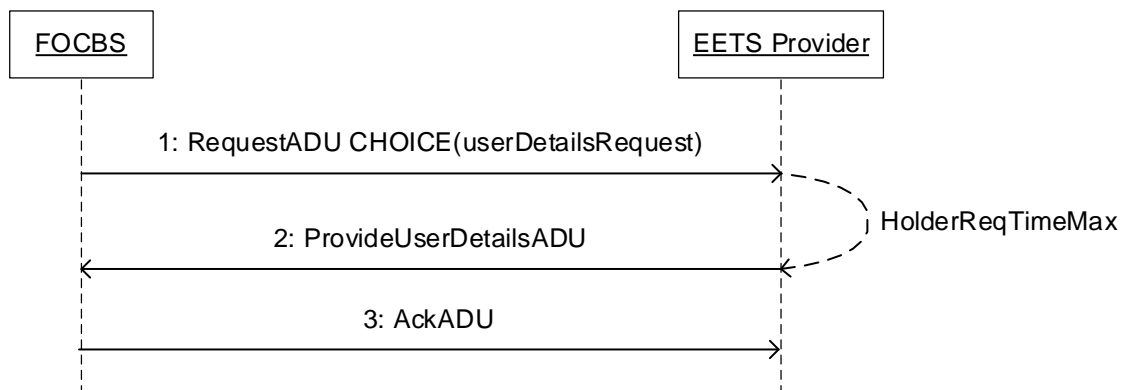 FOCBS
EETS Provider
1: RequestADU CHOICE(userDetailsRequest)
HolderReqTimeMax
2: ProvideUserDetailsADU
3: AckADU